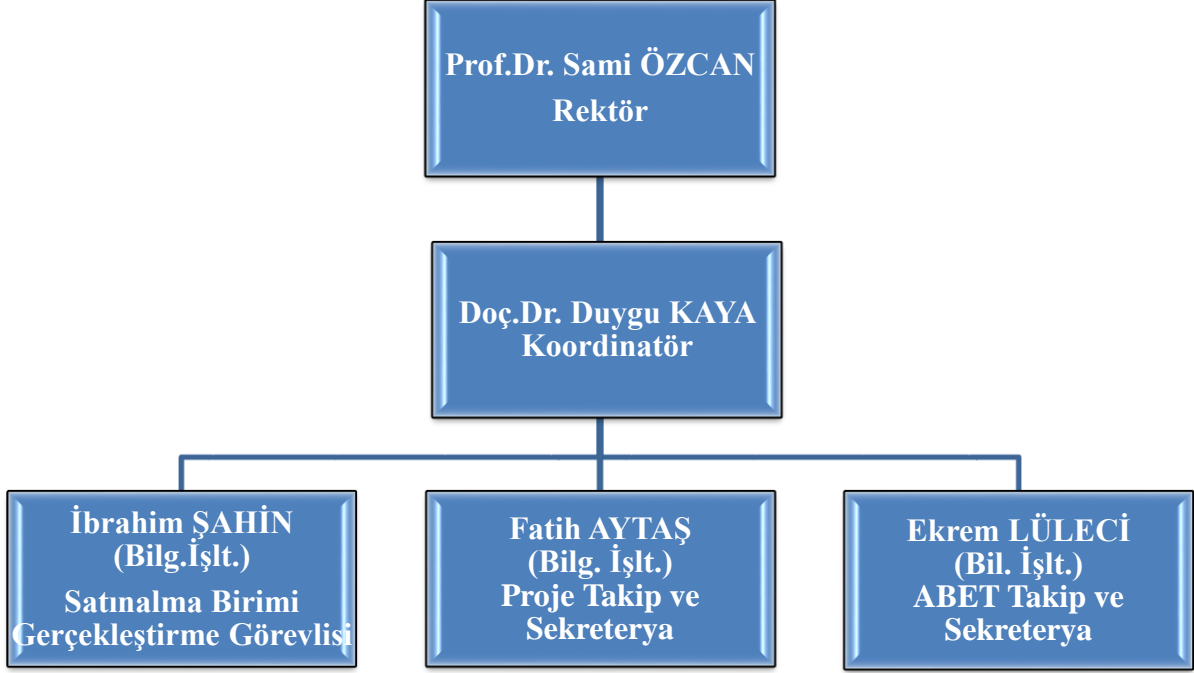 Prof.Dr. Sami ÖZCAN
Rektör
Doç.Dr. Duygu KAYA
Koordinatör
İbrahim ŞAHİN
(Bilg.İşlt.)
Satınalma Birimi
Gerçekleştirme Görevlisi
Fatih AYTAŞ
(Bilg. İşlt.)
Proje Takip ve
Sekreterya
Ekrem LÜLECİ
(Bil. İşlt.)
ABET Takip ve
Sekreterya